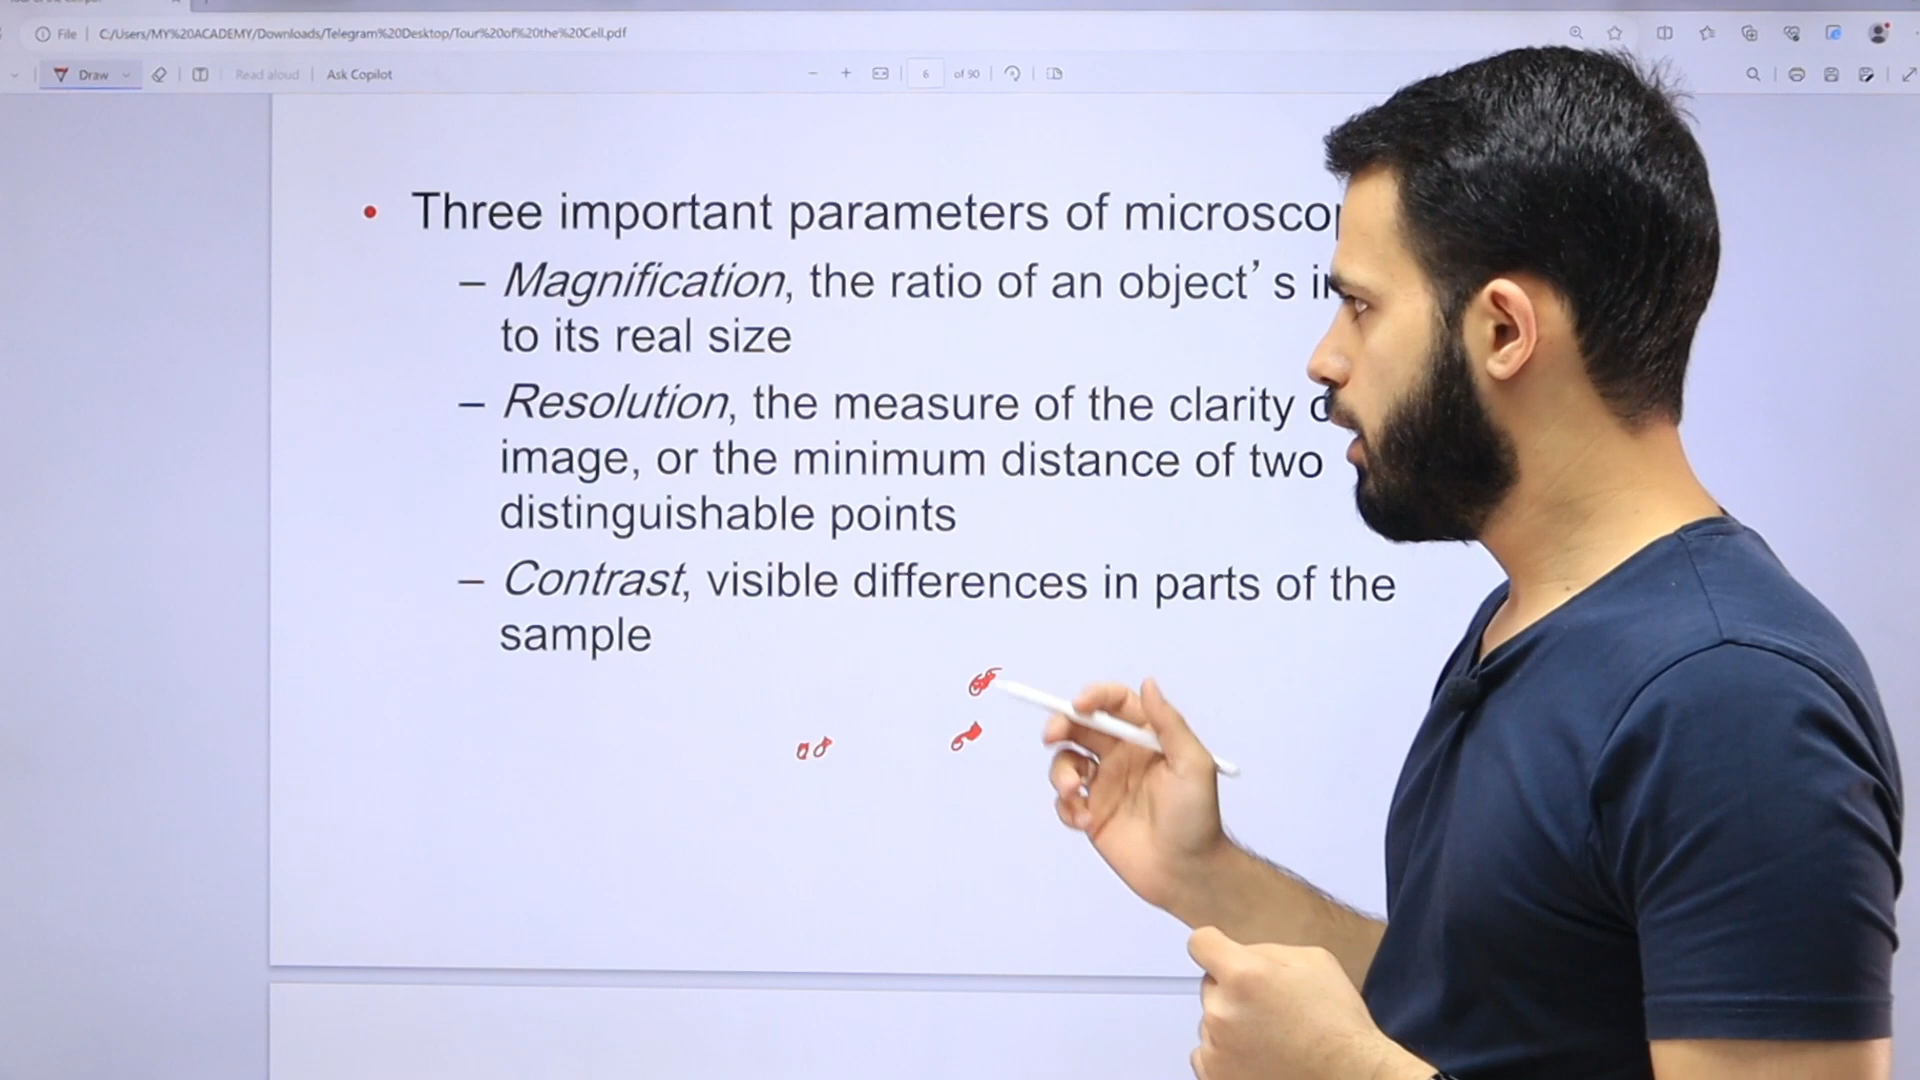 File | C:/Users/MY%20ACADEMY/Downloads/Telegram%20Desktop/Tour%20of%20the%20Cell.pdf
Draw Read aloud Ask Copilot 6 of 90
• Three important parameters of
– Magnification, the ratio of an object’s
to its real size
– Resolution, the measure of the clarity
image, or the minimum distance of two
distinguishable points
– Contrast, visible differences in parts of the
sample